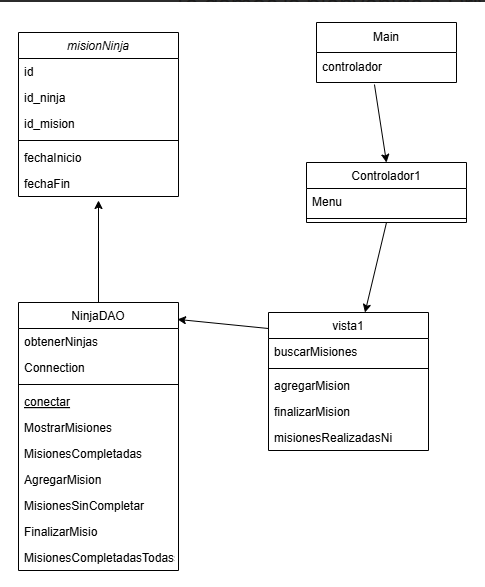 misionNinja
id
id_ninja
id_mision
fechaInicio
fechaFin
Main
controlador
Controlador1
Menu
NinjaDAO
obtenerNinjas
Connection
conectar
MostrarMisiones
MisionesCompletadas
AgregarMision
MisionesSinCompletar
FinalizarMisio
MisionesCompletadasTodas
vista1
buscarMisiones
agregarMision
finalizarMision
misionesRealizadasNi